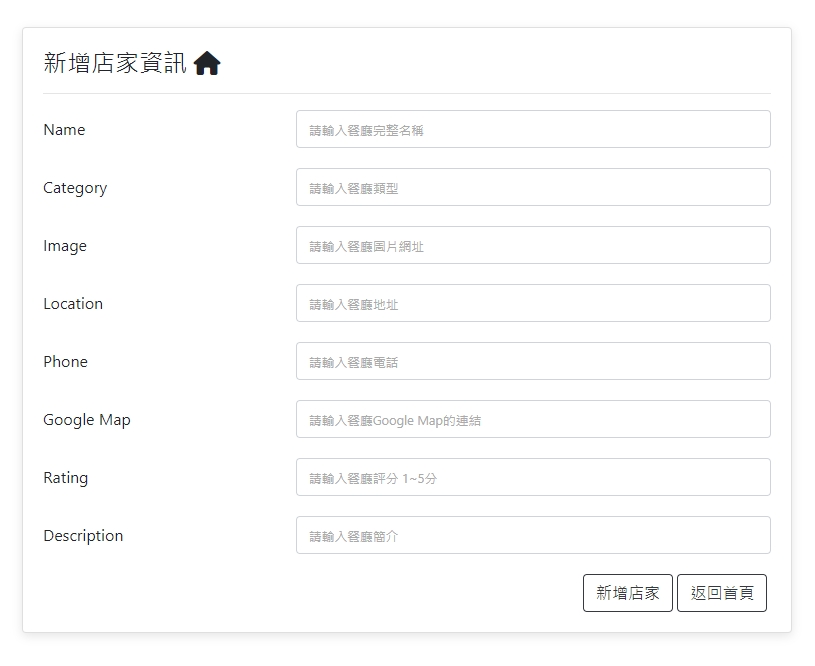 新增店家資訊
Name 請輸入餐廳完整名稱
Category 請輸入餐廳類型
Image 請輸入餐廳圖片網址
Location 請輸入餐廳地址
Phone 請輸入餐廳電話
Google Map 請輸入餐廳Google Map的連結
Rating 請輸入餐廳評分 1~5分
Description 請輸入餐廳簡介
新增店家 返回首頁